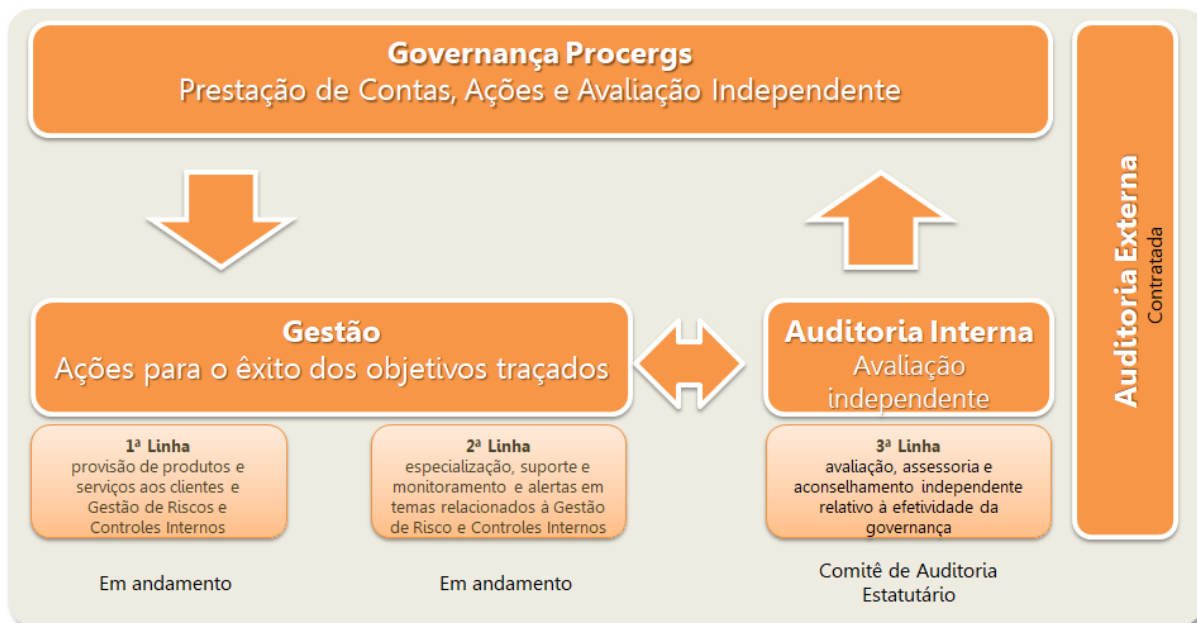 Governança Procergs
Prestação de Contas, Ações e Avaliação Independente
Gestão
Ações para o êxito dos objetivos traçados
Auditoria Interna
Avaliação
independente
1ª Linha
provisão de produtos e
serviços aos clientes e
Gestão de Riscos e
Controles Internos
2ª Linha
especialização, suporte e
monitoramento e alertas em
temas relacionados à Gestão
de Risco e Controles Internos
3ª Linha
avaliação, assessoria e
aconselhamento independente
relativo à efetividade da
governança
Em andamento
Em andamento
Comitê de Auditoria
Estatutário
Auditoria Externa
Contratada